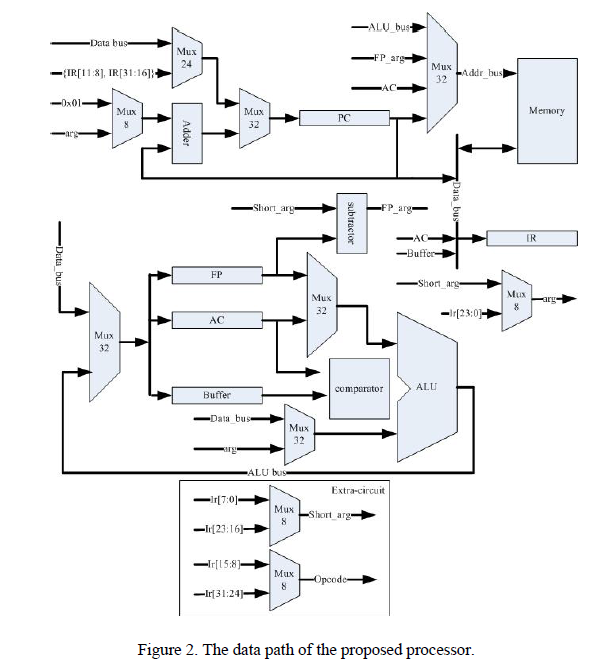 Data bus
{IR[11:8], IR[31:16]}
Mux
24
0x01
arg
Mux
8
Adder
Mux
32
PC
ALU_bus
FP_arg
AC
Mux
32
Addr_bus
Memory
Data_bus
AC
Buffer
IR
Short_arg
subtractor
FP_arg
Short_arg
Ir[23:0]
Mux
8
arg
Data_bus
Mux
32
FP
AC
Buffer
Mux
32
comparator
ALU
Data_bus
arg
Mux
32
ALU bus
Extra-circuit
Ir[7:0]
Ir[23:16]
Mux
8
Short_arg
Ir[15:8]
Ir[31:24]
Mux
8
Opcode
Figure 2. The data path of the proposed processor.